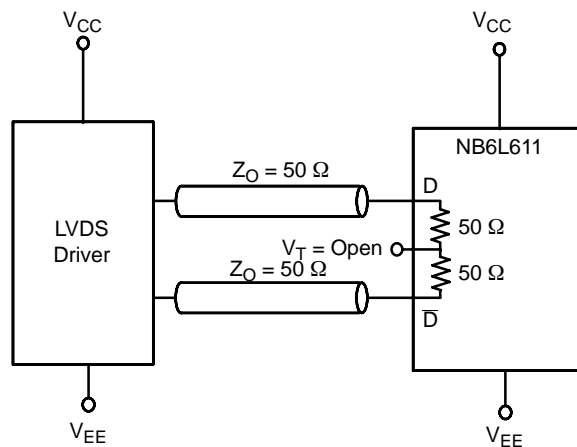 VCC
VCC
NB6L611
ZO = 50 Ω
D
LVDS
Driver
50 Ω
VT = Open
50 Ω
ZO = 50 Ω
D̅
VEE
VEE